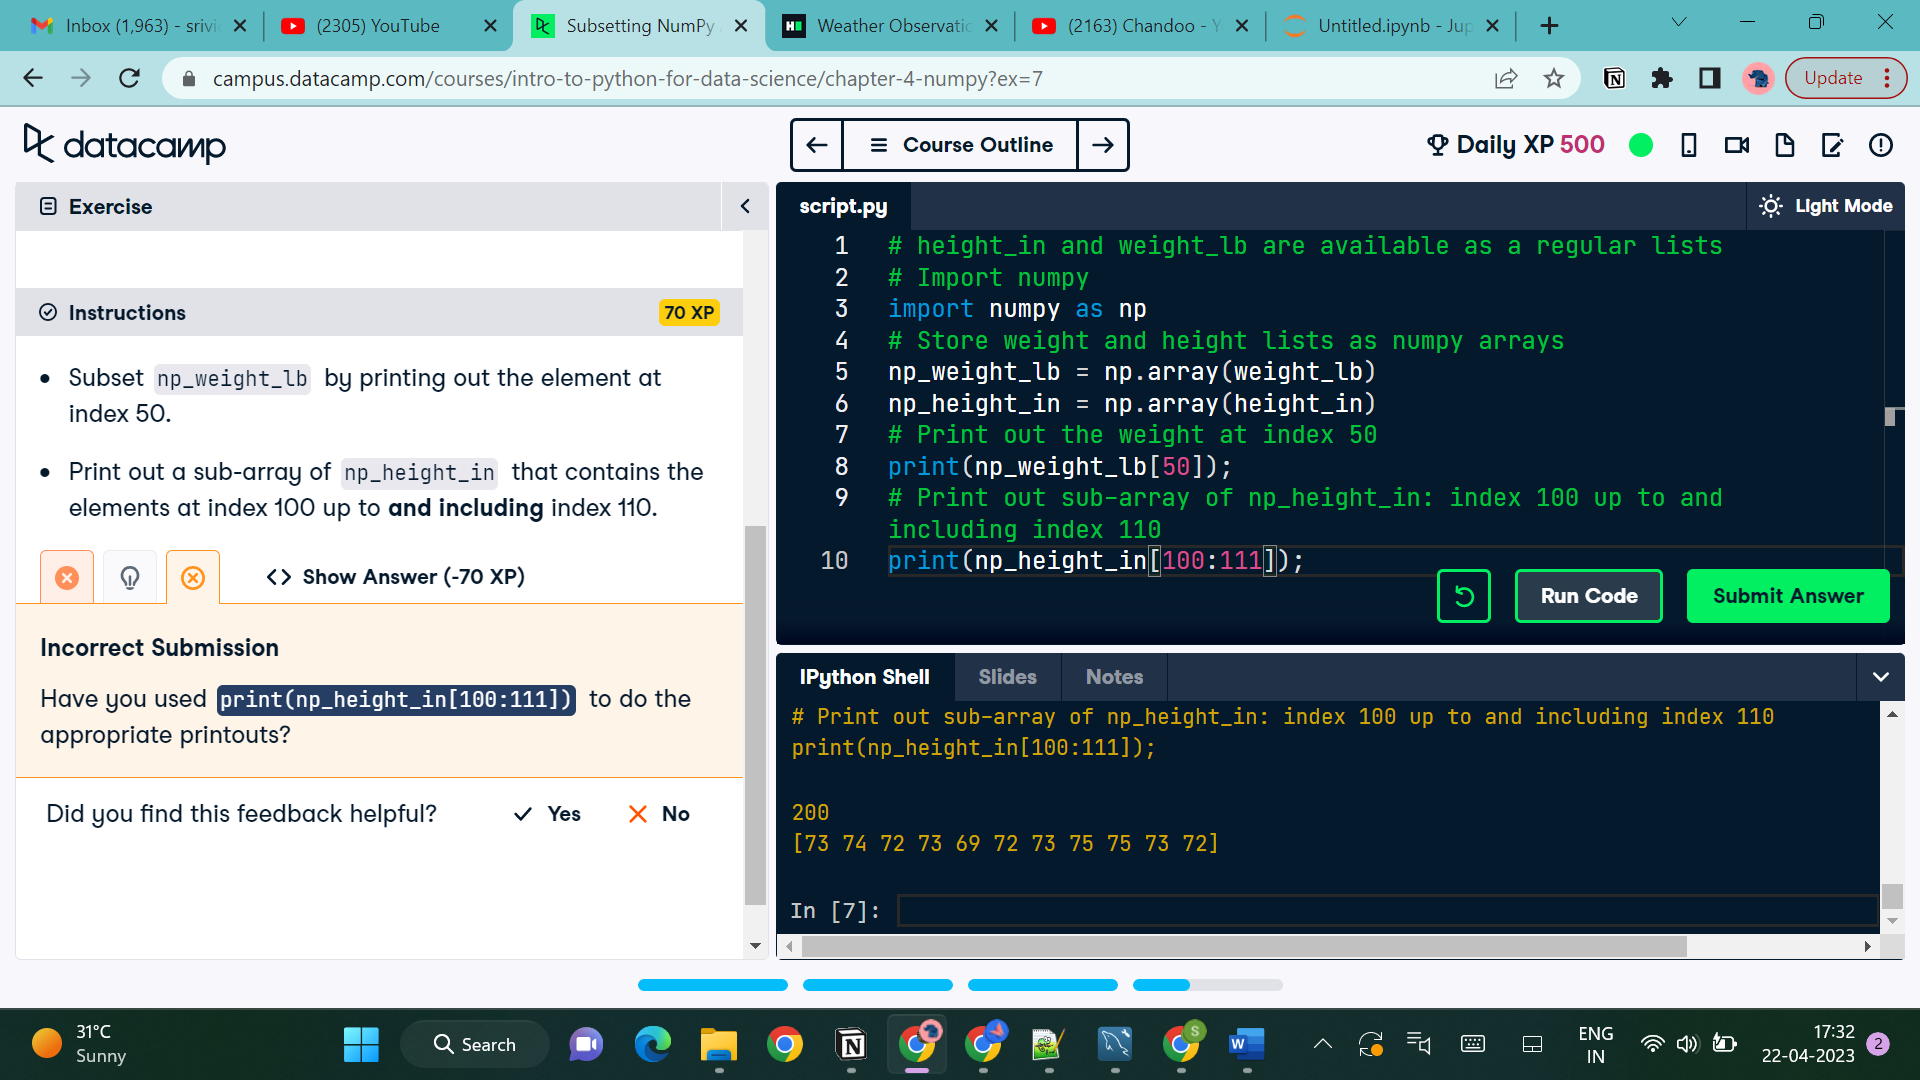 Inbox (1,963) - srivi
(2305) YouTube
Subsetting NumPy
Weather Observatio
(2163) Chandoo - Y
Untitled.ipynb - Jup
campus.datacamp.com/courses/intro-to-python-for-data-science/chapter-4-numpy?ex=7
Update
datacamp
Course Outline
Daily XP 500
Exercise
Instructions
70 XP
Subset np_weight_lb by printing out the element at
index 50.
Print out a sub-array of np_height_in that contains the
elements at index 100 up to and including index 110.
Show Answer (-70 XP)
Incorrect Submission
Have you used print(np_height_in[100:111]) to do the
appropriate printouts?
Did you find this feedback helpful?
Yes
No
script.py
Light Mode
1 # height_in and weight_lb are available as a regular lists
2 # Import numpy
3 import numpy as np
4 # Store weight and height lists as numpy arrays
5 np_weight_lb = np.array(weight_lb)
6 np_height_in = np.array(height_in)
7 # Print out the weight at index 50
8 print(np_weight_lb[50]);
9 # Print out sub-array of np_height_in: index 100 up to and
including index 110
10 print(np_height_in[100:111]);
Run Code
Submit Answer
IPython Shell
Slides
Notes
# Print out sub-array of np_height_in: index 100 up to and including index 110
print(np_height_in[100:111]);
200
[73 74 72 73 69 72 73 75 75 73 72]
In [7]:
31°C
Sunny
Search
S
W
ENG
IN
17:32
22-04-2023
2